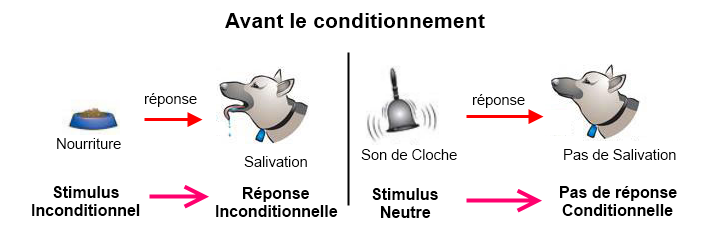 Avant le conditionnement
réponse
Nourriture
Salivation
Stimulus
Inconditionnel
Réponse
Inconditionnelle
réponse
Son de Cloche
Pas de Salivation
Stimulus
Neutre
Pas de réponse
Conditionnelle